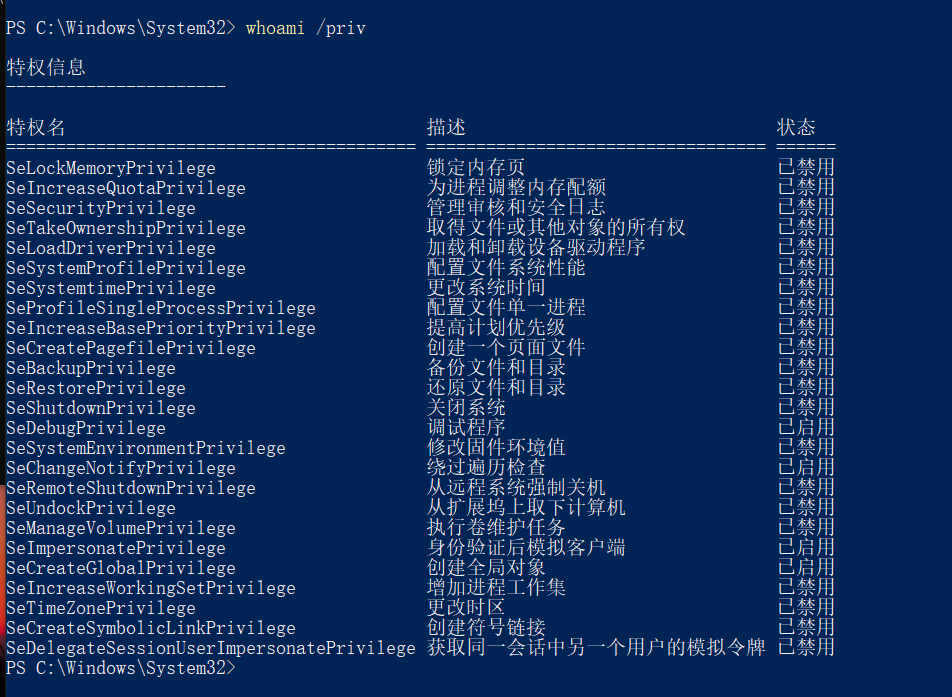 PS C:\Windows\System32> whoami /priv
特权信息
----------------------
特权名 描述 状态
========================================= ================================== ======
SeLockMemoryPrivilege 锁定内存页 已禁用
SeIncreaseQuotaPrivilege 为进程调整内存配额 已禁用
SeSecurityPrivilege 管理审核和安全日志 已禁用
SeTakeOwnershipPrivilege 取得文件或其他对象的所有权 已禁用
SeLoadDriverPrivilege 加载和卸载设备驱动程序 已禁用
SeSystemProfilePrivilege 配置文件系统性能 已禁用
SeSystemtimePrivilege 更改系统时间 已禁用
SeProfileSingleProcessPrivilege 配置文件单一进程 已禁用
SeIncreaseBasePriorityPrivilege 提高计划优先级 已禁用
SeCreatePagefilePrivilege 创建一个页面文件 已禁用
SeBackupPrivilege 备份文件和目录 已禁用
SeRestorePrivilege 还原文件和目录 已禁用
SeShutdownPrivilege 关闭系统 已禁用
SeDebugPrivilege 调试程序 已启用
SeSystemEnvironmentPrivilege 修改固件环境值 已禁用
SeChangeNotifyPrivilege 绕过遍历检查 已启用
SeRemoteShutdownPrivilege 从远程系统强制关机 已禁用
SeUndockPrivilege 从扩展坞上取下计算机 已禁用
SeManageVolumePrivilege 执行卷维护任务 已禁用
SeImpersonatePrivilege 身份验证后模拟客户端 已启用
SeCreateGlobalPrivilege 创建全局对象 已启用
SeIncreaseWorkingSetPrivilege 增加进程工作集 已禁用
SeTimeZonePrivilege 更改时区 已禁用
SeCreateSymbolicLinkPrivilege 创建符号链接 已禁用
SeDelegateSessionUserImpersonatePrivilege 获取同一会话中另一个用户的模拟令牌 已禁用
PS C:\Windows\System32>